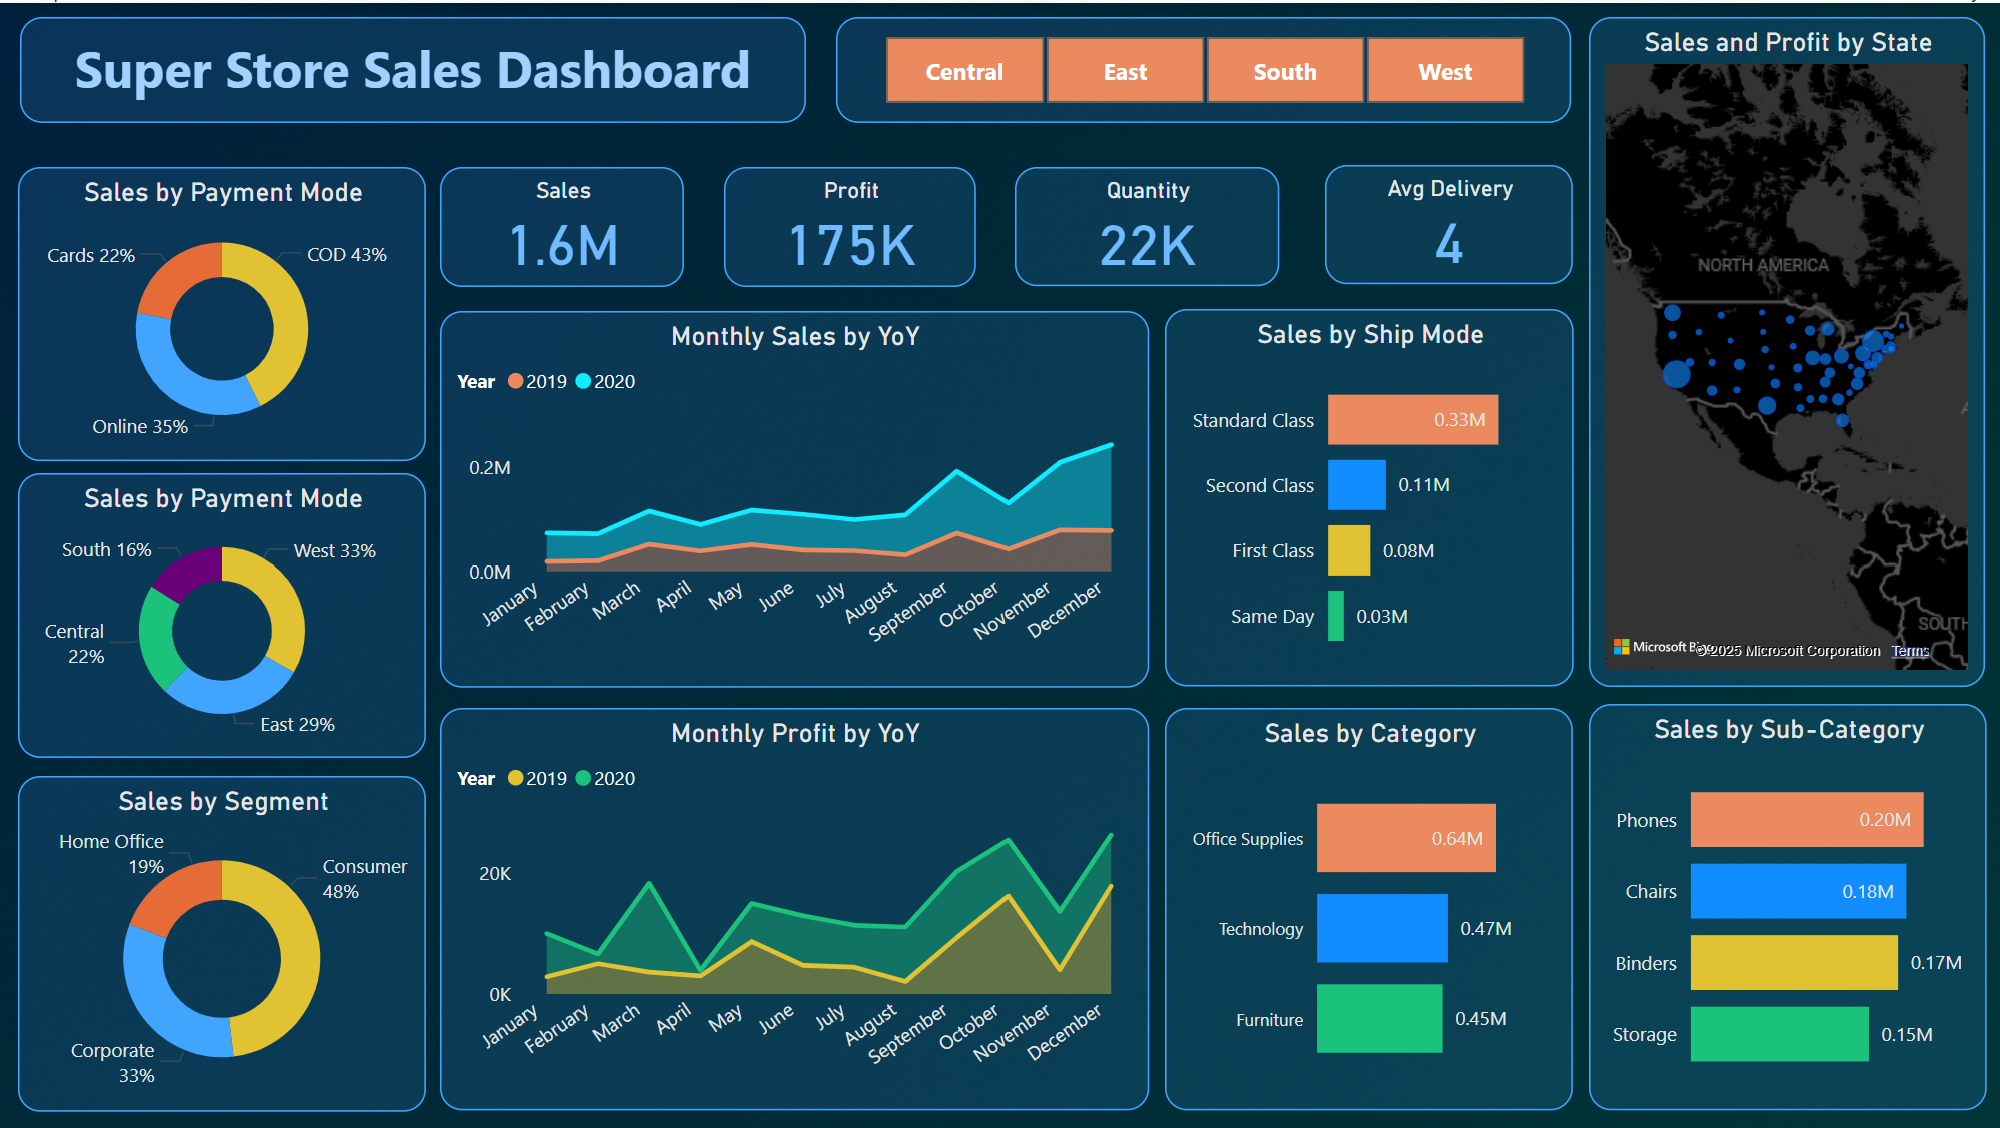 Super Store Sales Dashboard
Central
East
South
West
Sales and Profit by State
NORTH AMERICA
SOUTH
Microsoft
© 2025 Microsoft Corporation Terms
Sales by Payment Mode
Cards 22%
COD 43%
Online 35%
Sales
1.6M
Profit
175K
Quantity
22K
Avg Delivery
4
Monthly Sales by YoY
Year 2019 2020
0.2M
0.0M
January
February
March
April
May
June
July
August
September
October
November
December
Sales by Ship Mode
Standard Class 0.33M
Second Class 0.11M
First Class 0.08M
Same Day 0.03M
Sales by Payment Mode
South 16%
West 33%
Central
22%
East 29%
Sales by Segment
Home Office
19%
Consumer
48%
Corporate
33%
Monthly Profit by YoY
Year 2019 2020
20K
0K
January
February
March
April
May
June
July
August
September
October
November
December
Sales by Category
Office Supplies 0.64M
Technology 0.47M
Furniture 0.45M
Sales by Sub-Category
Phones 0.20M
Chairs 0.18M
Binders 0.17M
Storage 0.15M